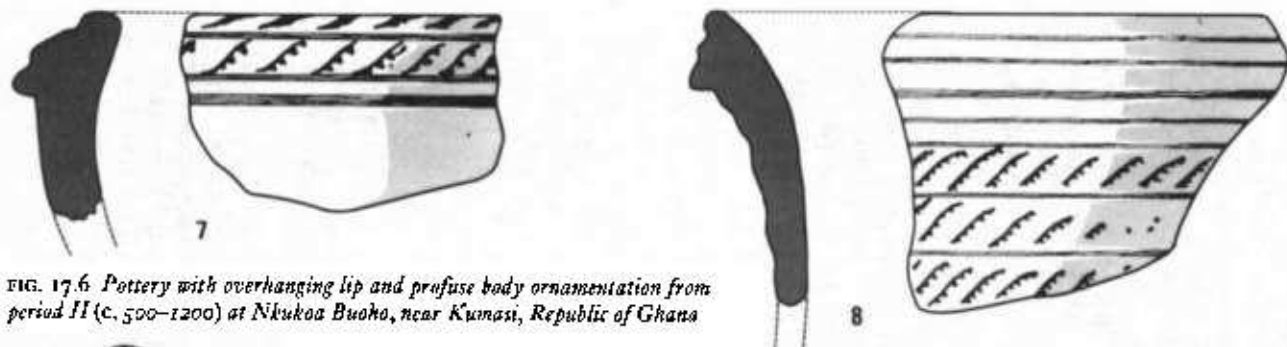 7
FIG. 17.6 Pottery with overhanging lip and profuse body ornamentation from
period II (c. 500–1200) at Nkukoa Buoho, near Kumasi, Republic of Ghana
8